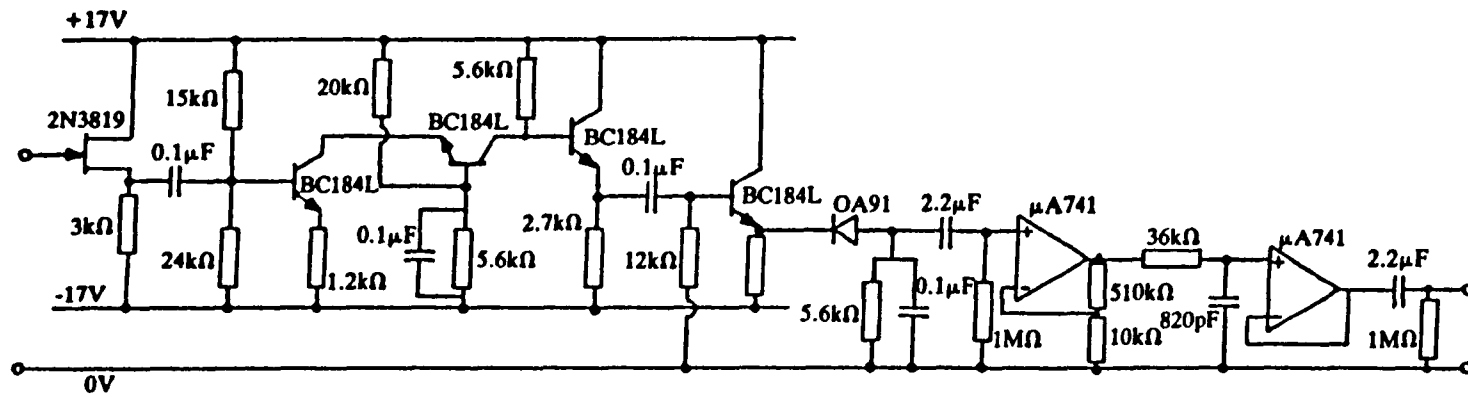 +17V
15kΩ
20kΩ
5.6kΩ
2N3819
BC184L
BC184L
0.1μF
BC184L
0.1μF
BC184L
OA91
2.2μF
μA741
36kΩ
μA741
2.2μF
3kΩ
24kΩ
1.2kΩ
0.1μF
5.6kΩ
2.7kΩ
12kΩ
5.6kΩ
0.1μF
1MΩ
510kΩ
10kΩ
820pF
1MΩ
+
-
+
-
-17V
0V